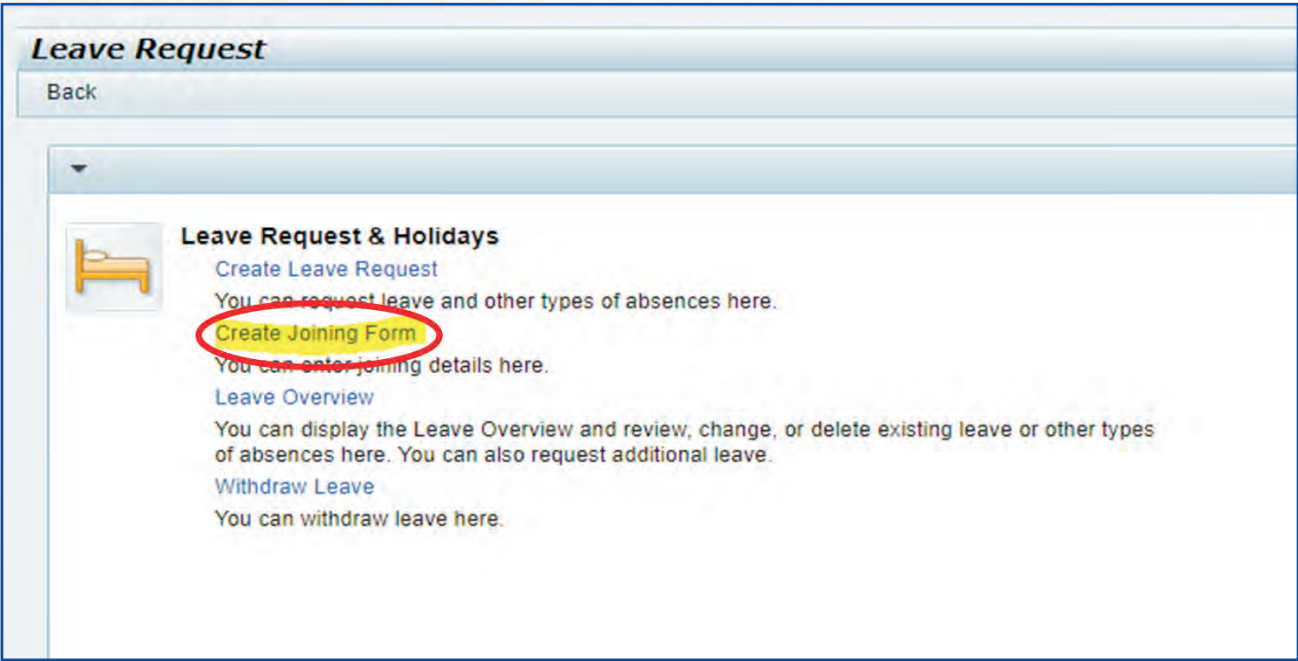 Leave Request
Back
Leave Request & Holidays
Create Leave Request
You can request leave and other types of absences here.
Create Joining Form
You can enter joining details here.
Leave Overview
You can display the Leave Overview and review, change, or delete existing leave or other types
of absences here. You can also request additional leave.
Withdraw Leave
You can withdraw leave here.